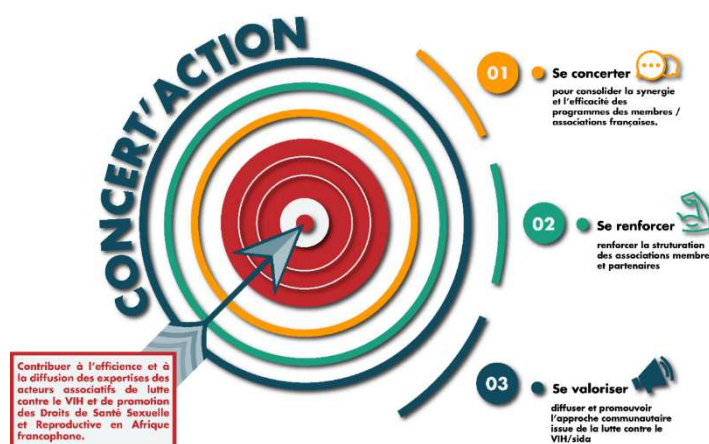 CONCERT'ACTION
01
Se concerter
pour consolider la synergie
et l'efficacité des
programmes des membres /
associations françaises.
02
Se renforcer
renforcer la struturation
des associations membre
et partenaires
03
Se valoriser
diffuser et promouvoir
l'approche communautaire
issue de la lutte contre le
VIH/sida
Contribuer à l'efficience et à
la diffusion des expertises des
acteurs associatifs de lutte
contre le VIH et de promotion
des Droits de Santé Sexuelle
et Reproductive en Afrique
francophone.